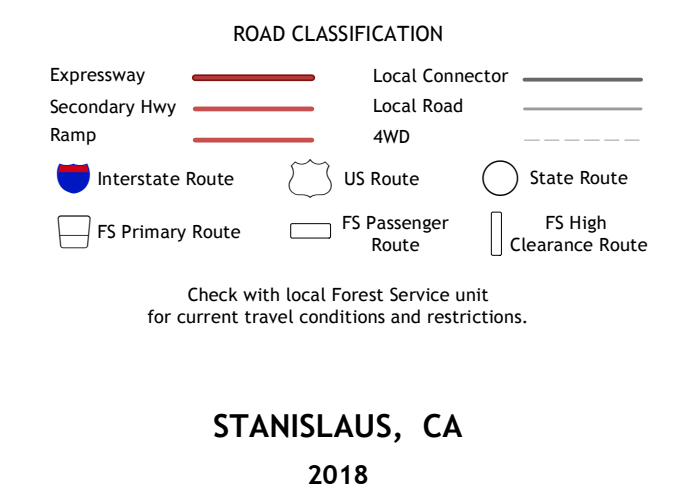 ROAD CLASSIFICATION
Expressway
Local Connector
Secondary Hwy
Local Road
Ramp
4WD
Interstate Route
US Route
State Route
FS Primary Route
FS Passenger
Route
FS High
Clearance Route
Check with local Forest Service unit
for current travel conditions and restrictions.
STANISLAUS, CA
2018